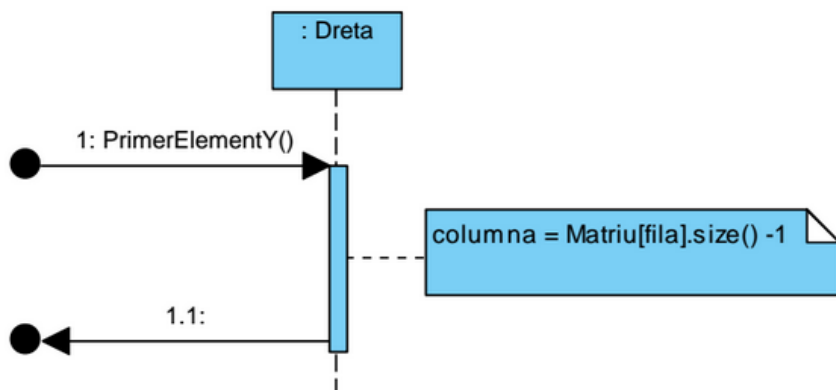 : Dreta
1: PrimerElementY()
columna = Matriu[fila].size() -1
1.1: